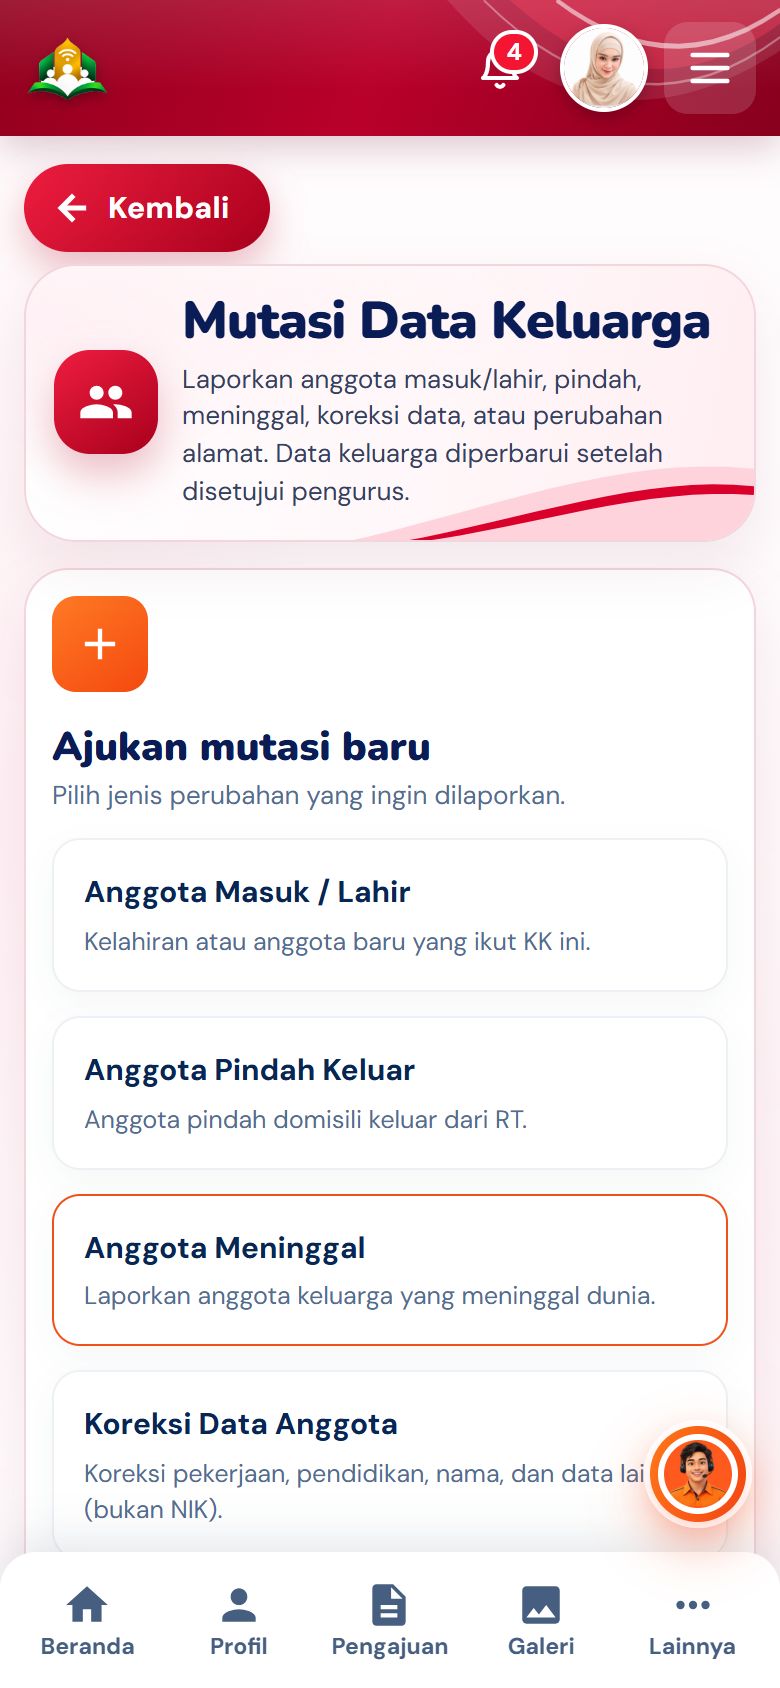 4
Kembali
Mutasi Data Keluarga
Laporkan anggota masuk/lahir, pindah,
meninggal, koreksi data, atau perubahan
alamat. Data keluarga diperbarui setelah
disetujui pengurus.
Ajukan mutasi baru
Pilih jenis perubahan yang ingin dilaporkan.
Anggota Masuk / Lahir
Kelahiran atau anggota baru yang ikut KK ini.
Anggota Pindah Keluar
Anggota pindah domisili keluar dari RT.
Anggota Meninggal
Laporkan anggota keluarga yang meninggal dunia.
Koreksi Data Anggota
Koreksi pekerjaan, pendidikan, nama, dan data lai
(bukan NIK).
Beranda
Profil
Pengajuan
Galeri
Lainnya